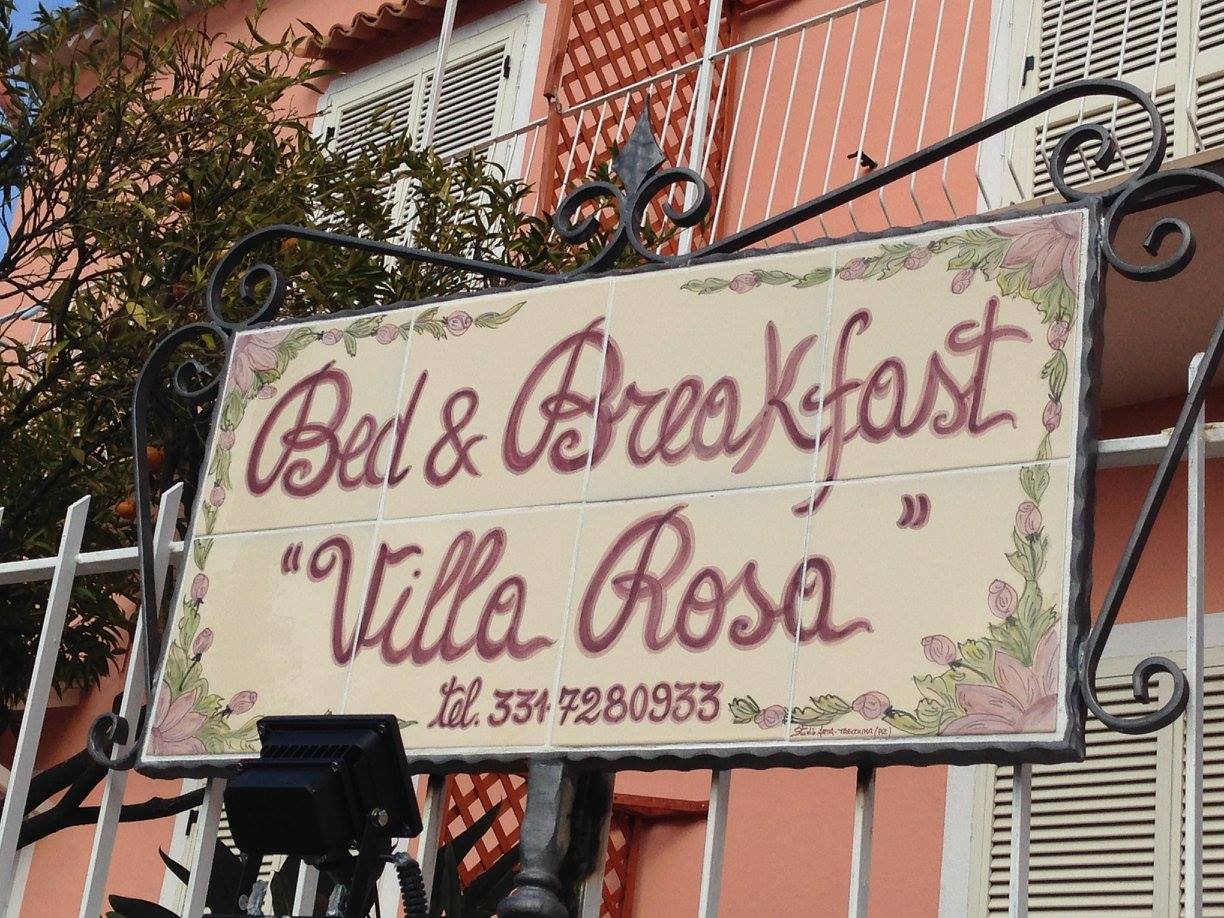 Bed & Breakfast
"Villa Rosa"
tel. 331 7280933